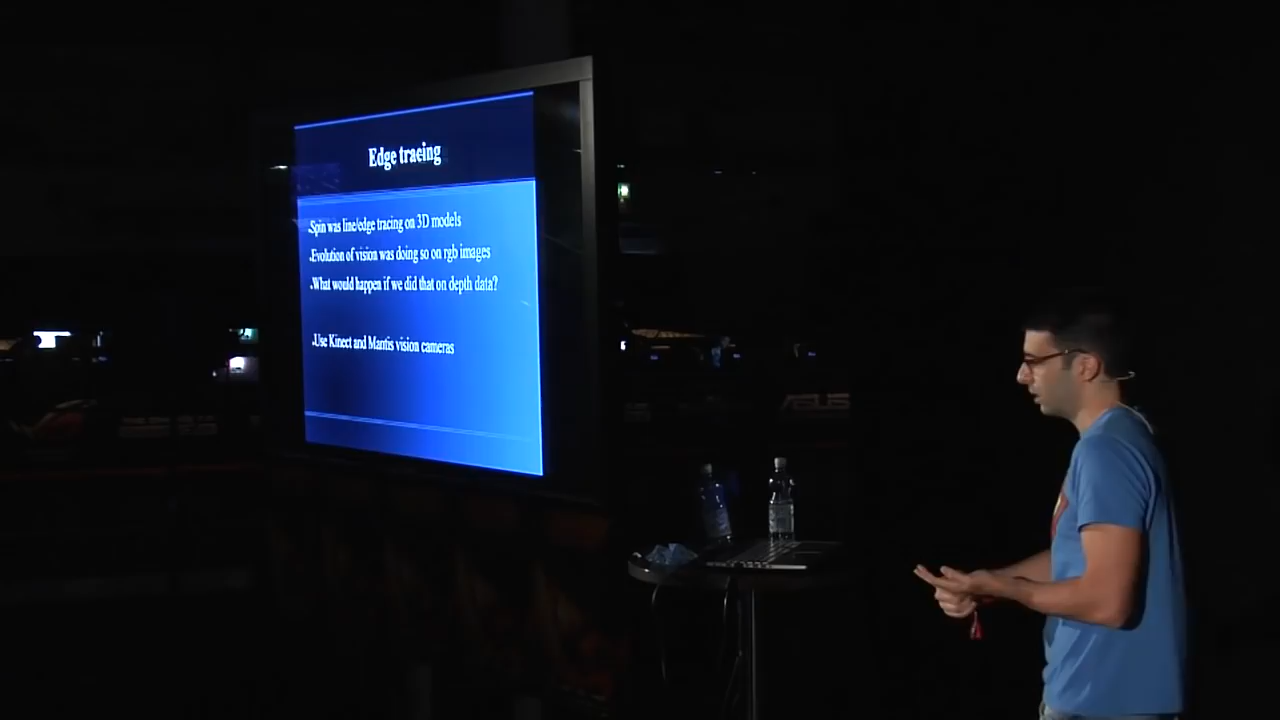 Edge tracing
Spin was line/edge tracing on 3D models
Evolution of vision was doing so on rgb images
What would happen if we did that on depth data?
Use Kinect and Mantis vision cameras
ASUS